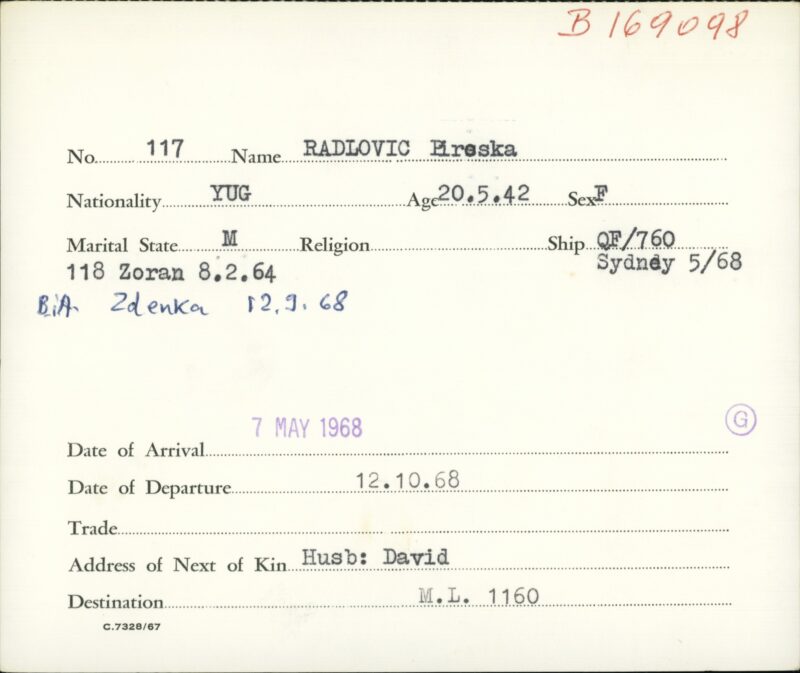 B169098
No. 117 Name RADLOVIC Piroska
Nationality YUG Age 20.5.42 Sex F
Marital State M Religion Ship QF/760
118 Zoran 8.2.64 Sydney 5/68
B.i.A. Zdenka 12.9.68
7 MAY 1968 G
Date of Arrival
Date of Departure 12.10.68
Trade
Address of Next of Kin Husb: David
Destination M.L. 1160
C.7328/67